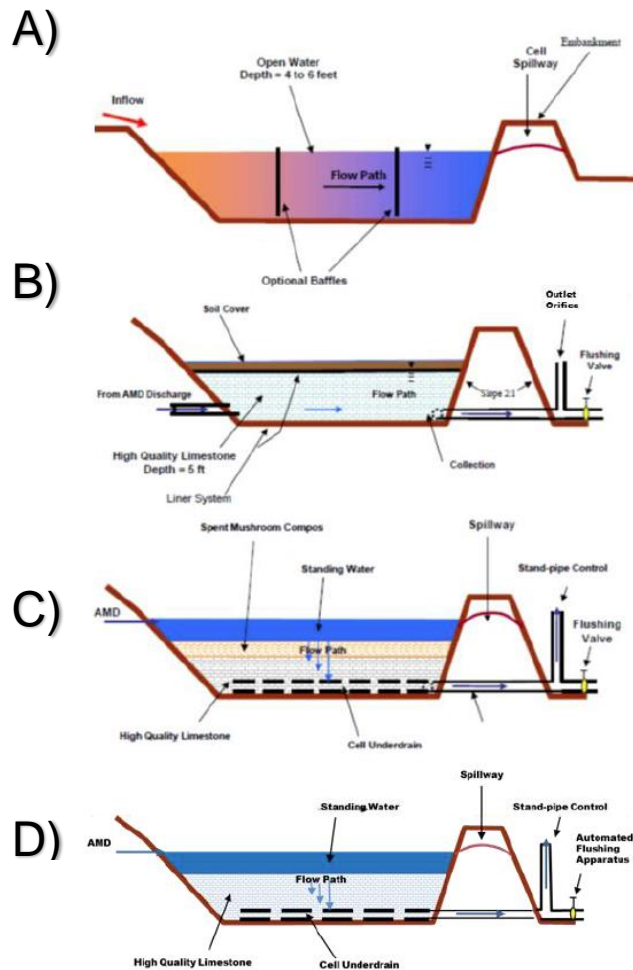 A)
Open Water
Depth = 4 to 6 feet
Cell
Spillway
Embankment
Inflow
Flow Path
Optional Baffles
B)
Soil Cover
Outlet
Orifice
Flushing
Valve
From AMD Discharge
Flow Path
Slope 2:1
High Quality Limestone
Depth = 5 ft
Collection
Liner System
C)
Spent Mushroom Compos
Spillway
Standing Water
Stand-pipe Control
AMD
Flow Path
Flushing
Valve
High Quality Limestone
Cell Underdrain
D)
Spillway
Standing Water
Stand-pipe Control
AMD
Automated
Flushing
Apparatus
Flow Path
High Quality Limestone
Cell Underdrain